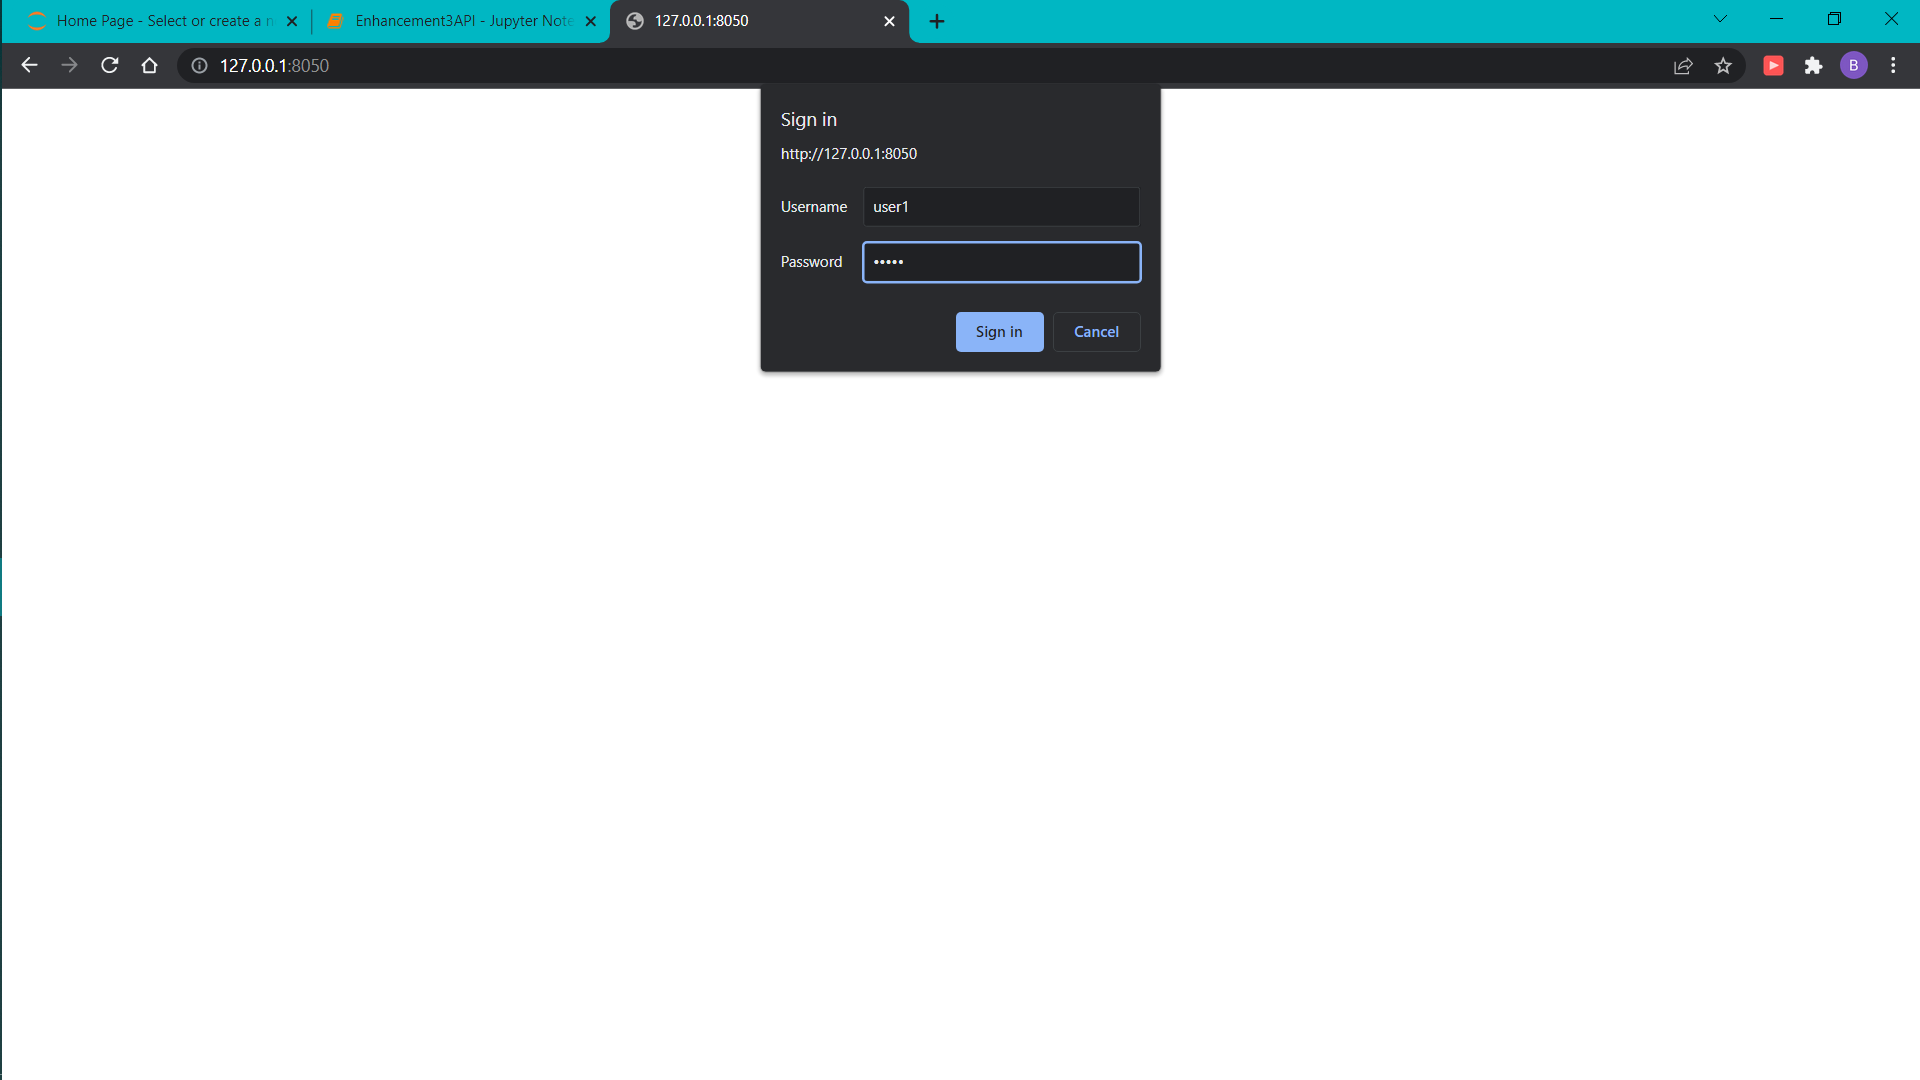 Home Page - Select or create a n
Enhancement3API - Jupyter Note
127.0.0.1:8050
127.0.0.1:8050
B
Sign in
http://127.0.0.1:8050
Username user1
Password •••••
Sign in Cancel